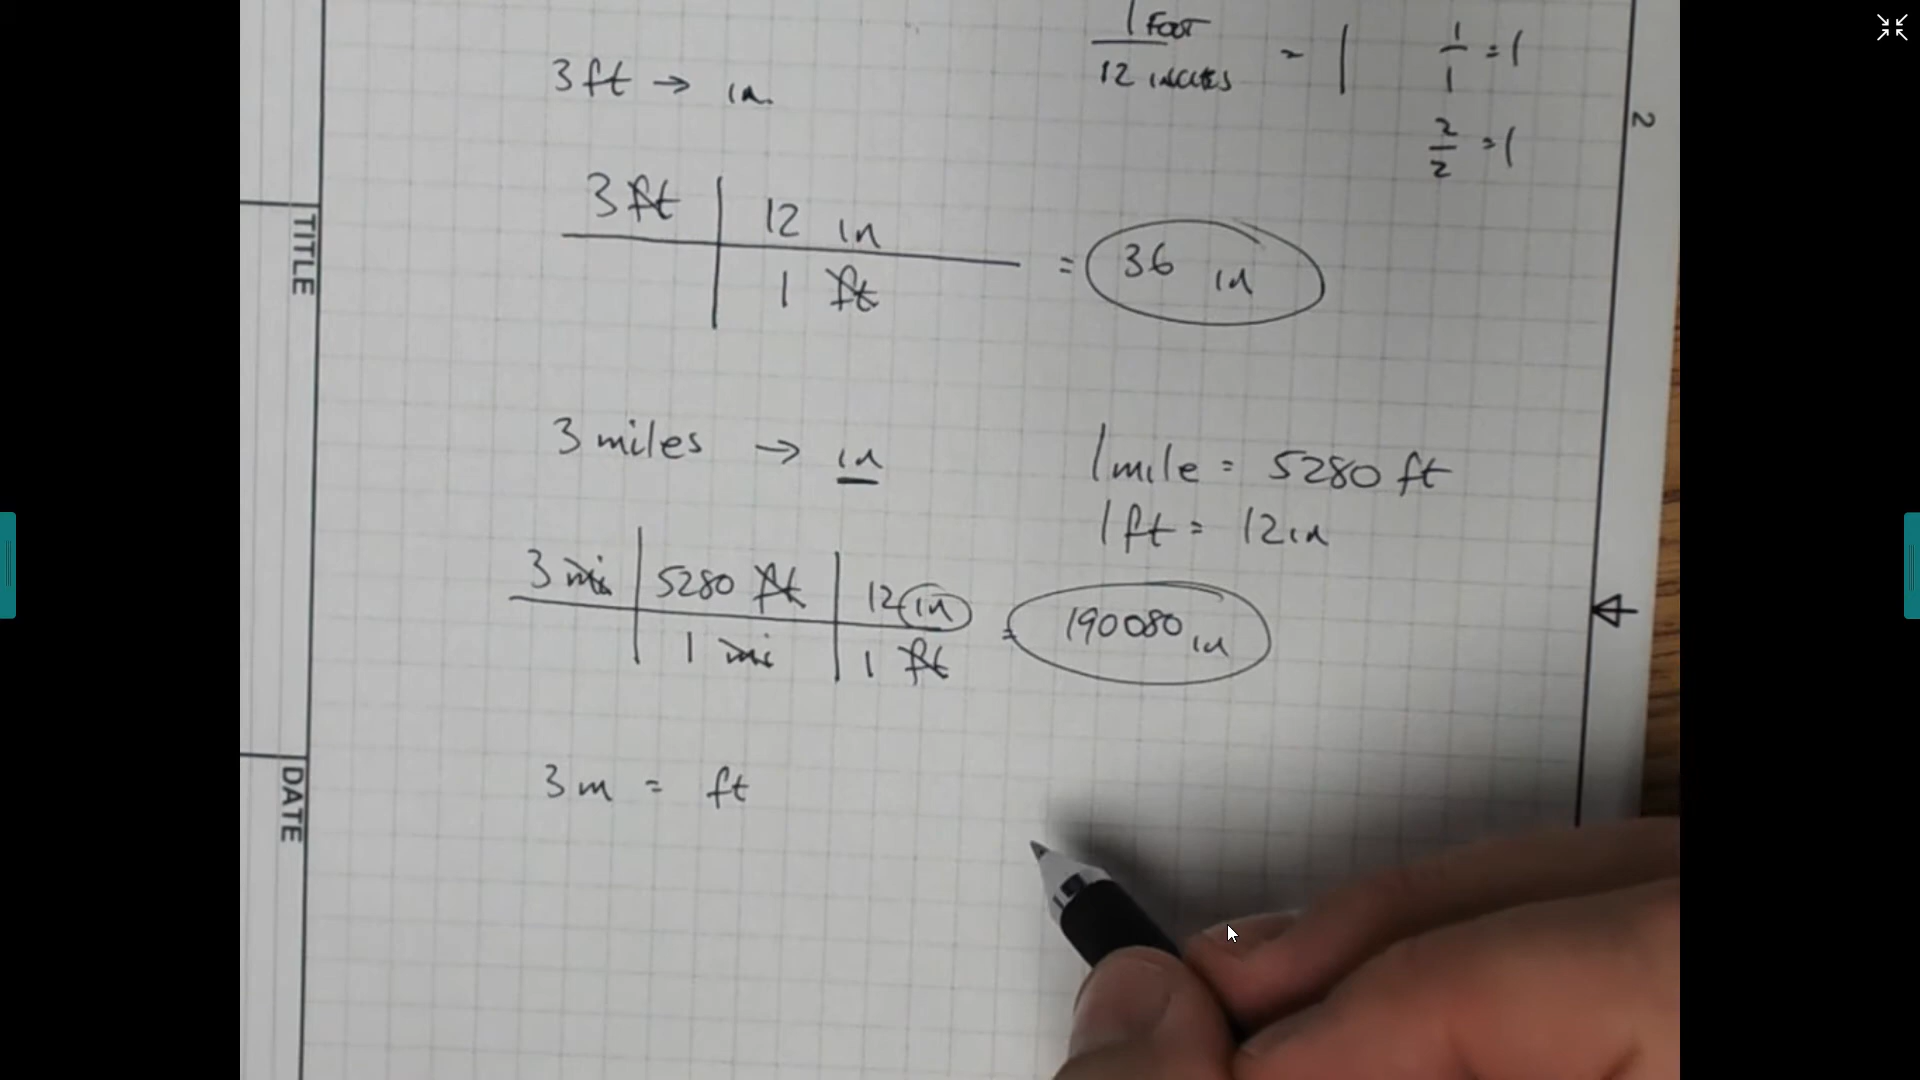 1 FOOT
12 INCHES = 1
1/1 = 1
2/2 = 1
2
3 ft → in.
3 ft | 12 in
1 ft
= 36 in
TITLE
3 miles → in
1 mile = 5280 ft
1 ft = 12 in
3 mi | 5280 ft | 12 in
1 mi | 1 ft
= 190080 in
3 m = ft
DATE